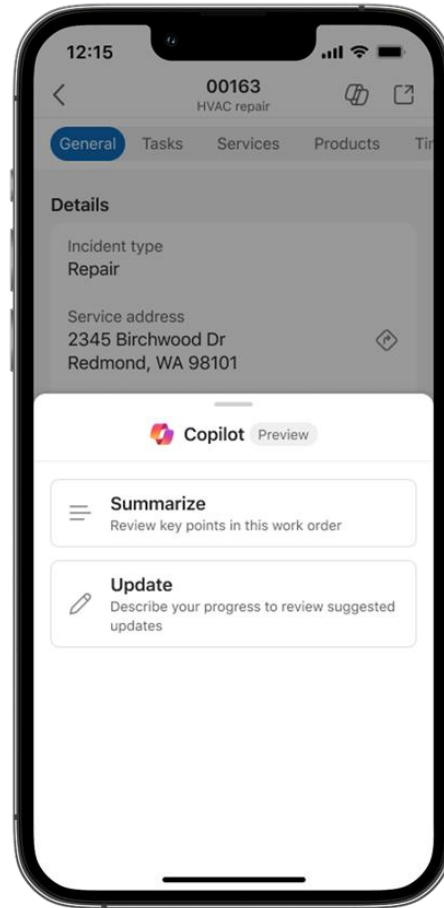 12:15
00163
HVAC repair
General Tasks Services Products
Details
Incident type
Repair
Service address
2345 Birchwood Dr
Redmond, WA 98101
Copilot Preview
Summarize
Review key points in this work order
Update
Describe your progress to review suggested
updates